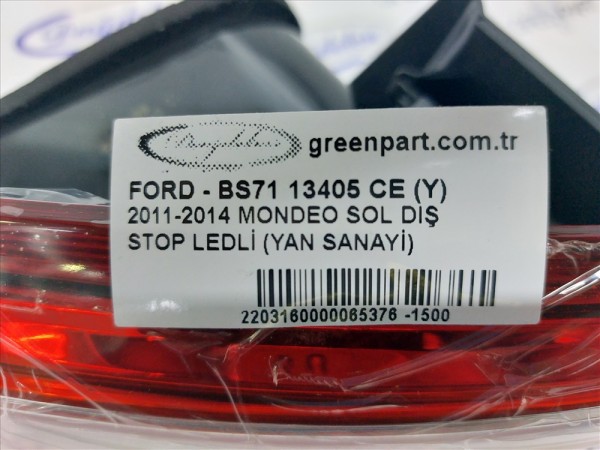 greenpart.com.tr
FORD - BS71 13405 CE (Y)
2011-2014 MONDEO SOL DIŞ
STOP LEDLİ (YAN SANAYİ)
2203160000065376 -1500